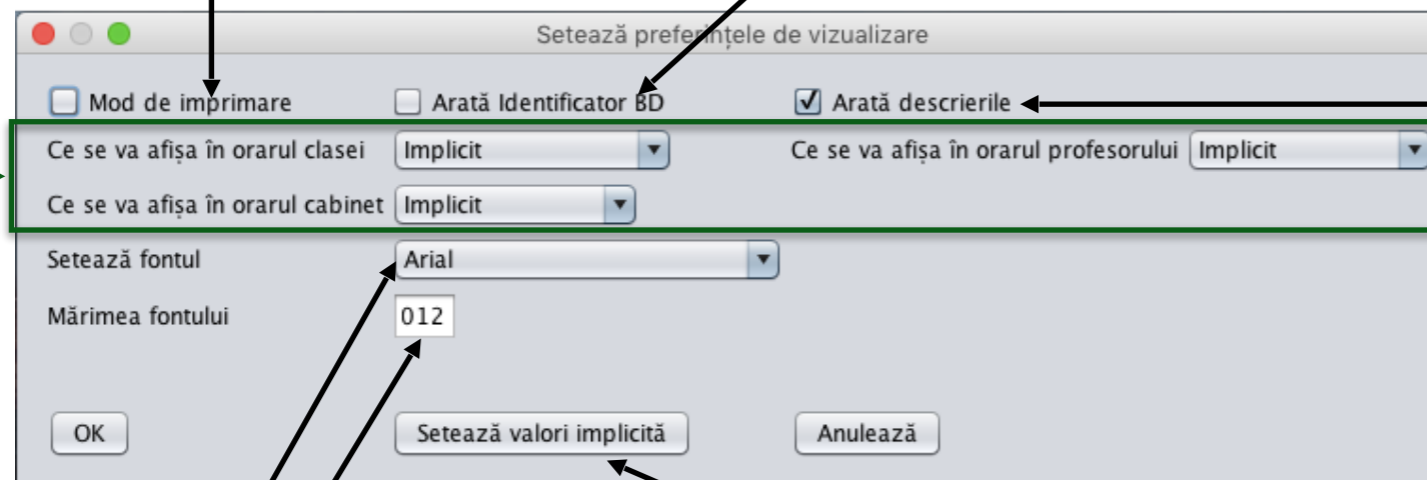 Setează preferințele de vizualizare
Mod de imprimare Arată Identificator BD Arată descrierile
Ce se va afișa în orarul clasei Implicit Ce se va afișa în orarul profesorului Implicit
Ce se va afișa în orarul cabinet Implicit
Setează fontul Arial
Mărimea fontului 012
OK Setează valori implicită Anulează